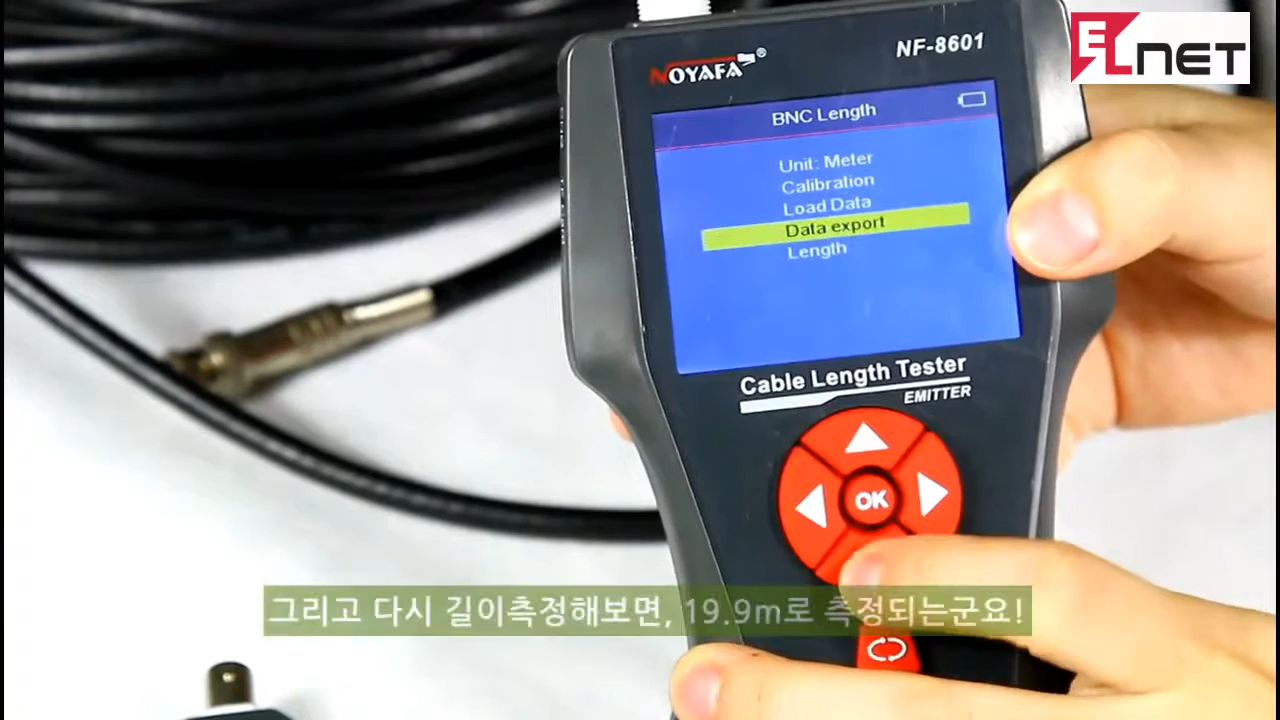 NOYAFA®
NF-8601
ELNET
BNC Length
Unit: Meter
Calibration
Load Data
Data export
Length
Cable Length Tester
EMITTER
OK
그리고 다시 길이측정해보면, 19.9m로 측정되는군요!